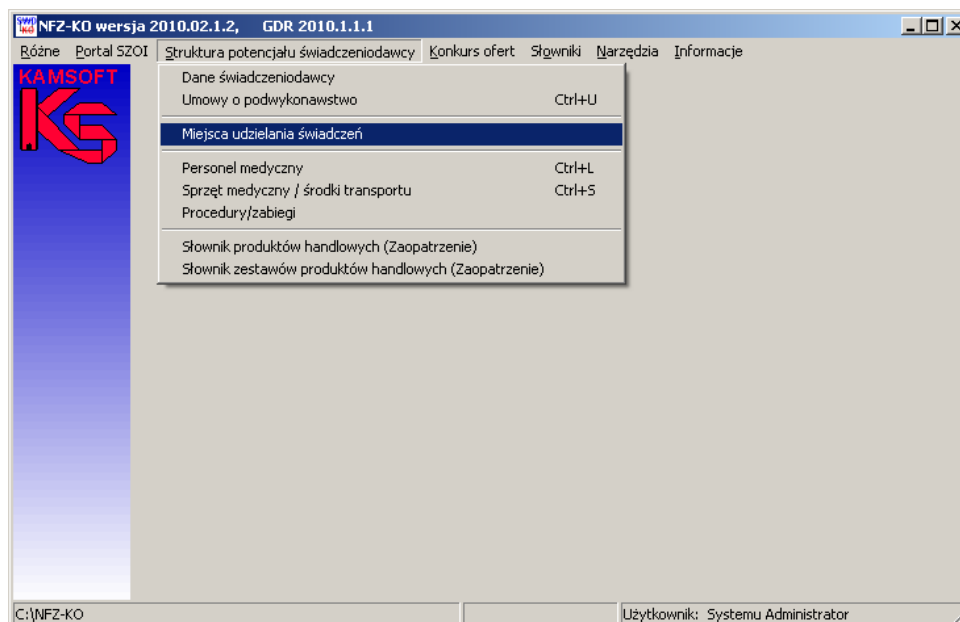 NFZ-KO wersja 2010.02.1.2, GDR 2010.1.1.1
Różne Portal SZOI Struktura potencjału świadczeniodawcy Konkurs ofert Słowniki Narzędzia Informacje
KAMSOFT
KS
Dane świadczeniodawcy
Umowy o podwykonawstwo Ctrl+U
Miejsca udzielania świadczeń
Personel medyczny Ctrl+L
Sprzęt medyczny / środki transportu Ctrl+S
Procedury/zabiegi
Słownik produktów handlowych (Zaopatrzenie)
Słownik zestawów produktów handlowych (Zaopatrzenie)
C:\NFZ-KO Użytkownik: Systemu Administrator